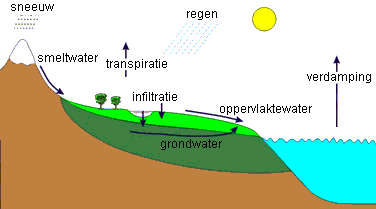 sneeuw
regen
smeltwater
transpiratie
verdamping
infiltratie
oppervlaktewater
grondwater